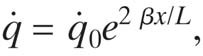 q̇ = q̇₀e^{2 βx/L},